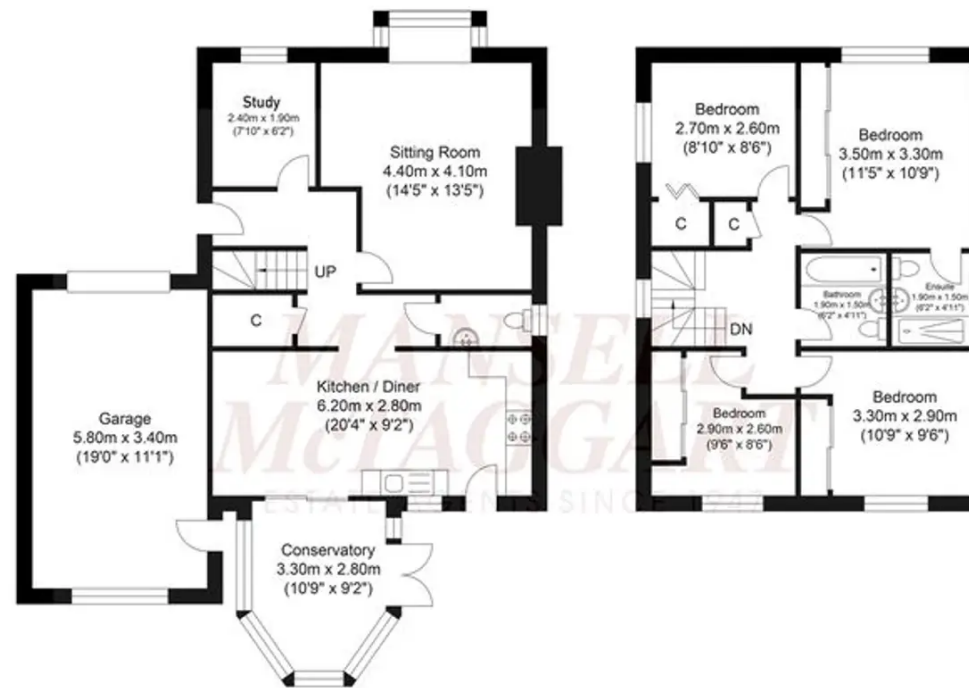 Study
2.40m x 1.90m
(7'10" x 6'2")
Sitting Room
4.40m x 4.10m
(14'5" x 13'5")
UP
C
Kitchen / Diner
6.20m x 2.80m
(20'4" x 9'2")
Garage
5.80m x 3.40m
(19'0" x 11'1")
Conservatory
3.30m x 2.80m
(10'9" x 9'2")
Bedroom
2.70m x 2.60m
(8'10" x 8'6")
Bedroom
3.50m x 3.30m
(11'5" x 10'9")
C
C
Bathroom
1.90m x 1.50m
(6'2" x 4'11")
Ensuite
1.90m x 1.50m
(6'2" x 4'11")
DN
Bedroom
2.90m x 2.60m
(9'6" x 8'6")
Bedroom
3.30m x 2.90m
(10'9" x 9'6")
MANSELL
McTAGGART
ESTATE AGENTS SINCE 1947